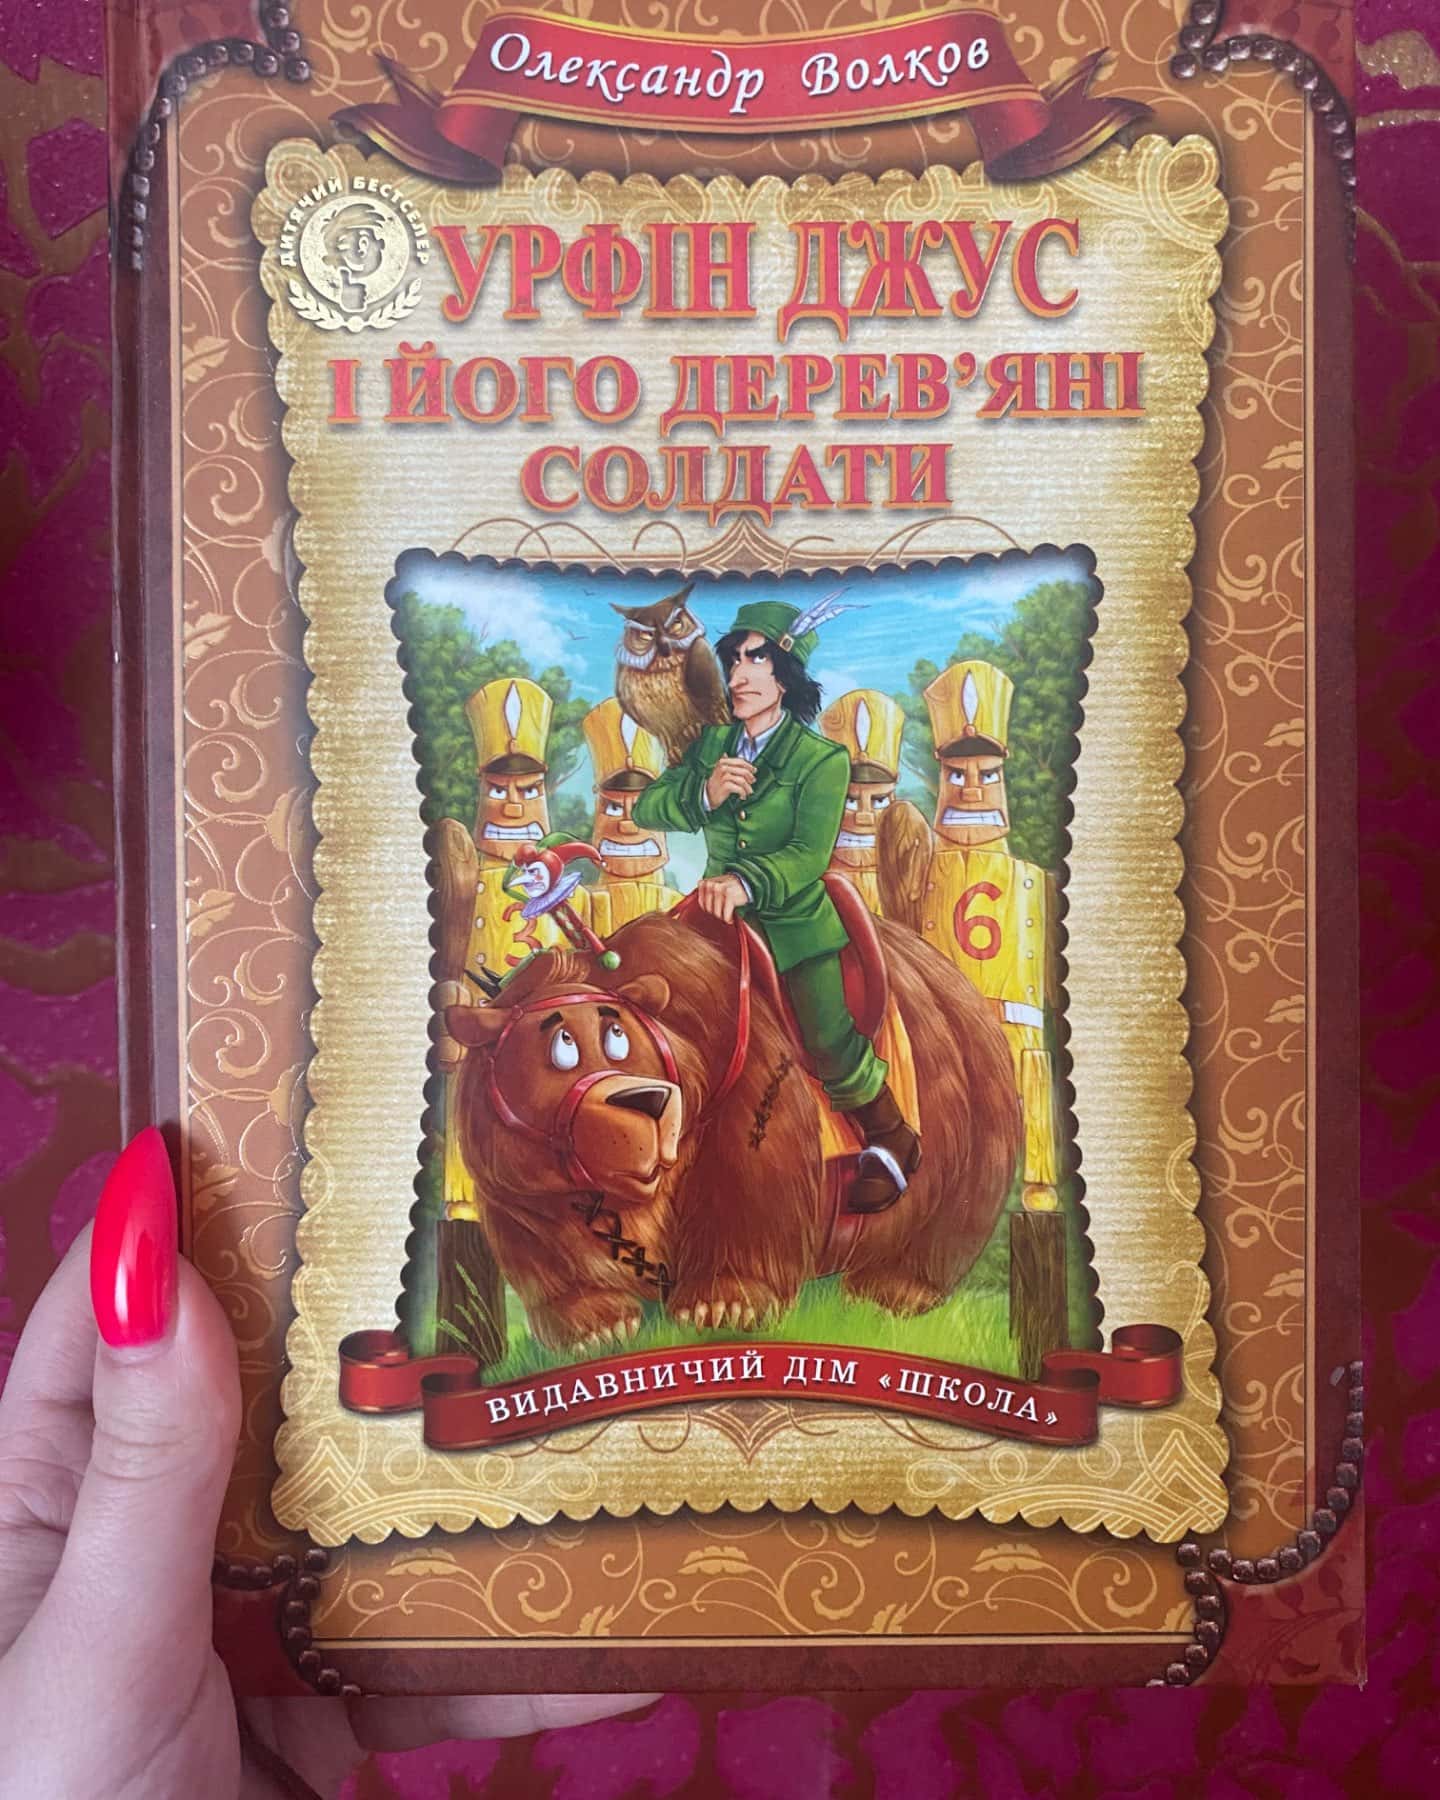 Олександр Волков
ДИТЯЧИЙ БЕСТСЕЛЕР
УРФІН ДЖУС
І ЙОГО ДЕРЕВ’ЯНІ
СОЛДАТИ
3
6
ВИДАВНИЧИЙ ДІМ «ШКОЛА»